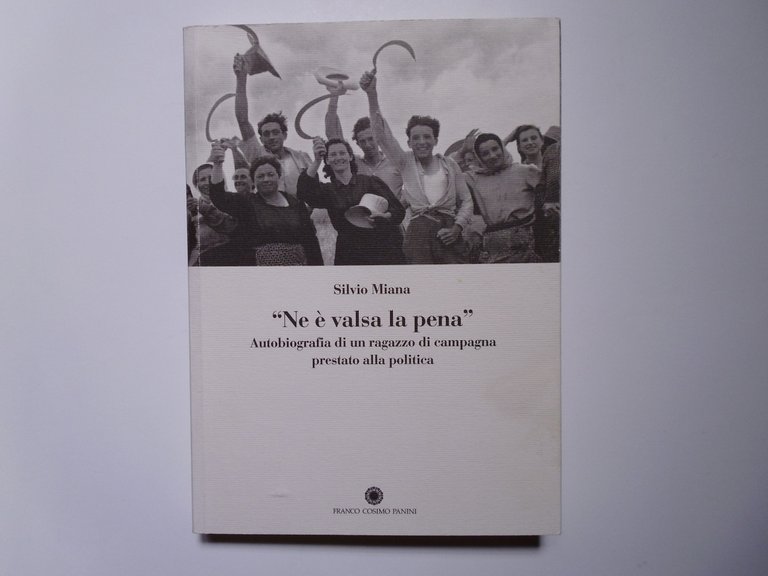 Silvio Miana
“Ne è valsa la pena”
Autobiografia di un ragazzo di campagna
prestato alla politica
FRANCO COSIMO PANINI